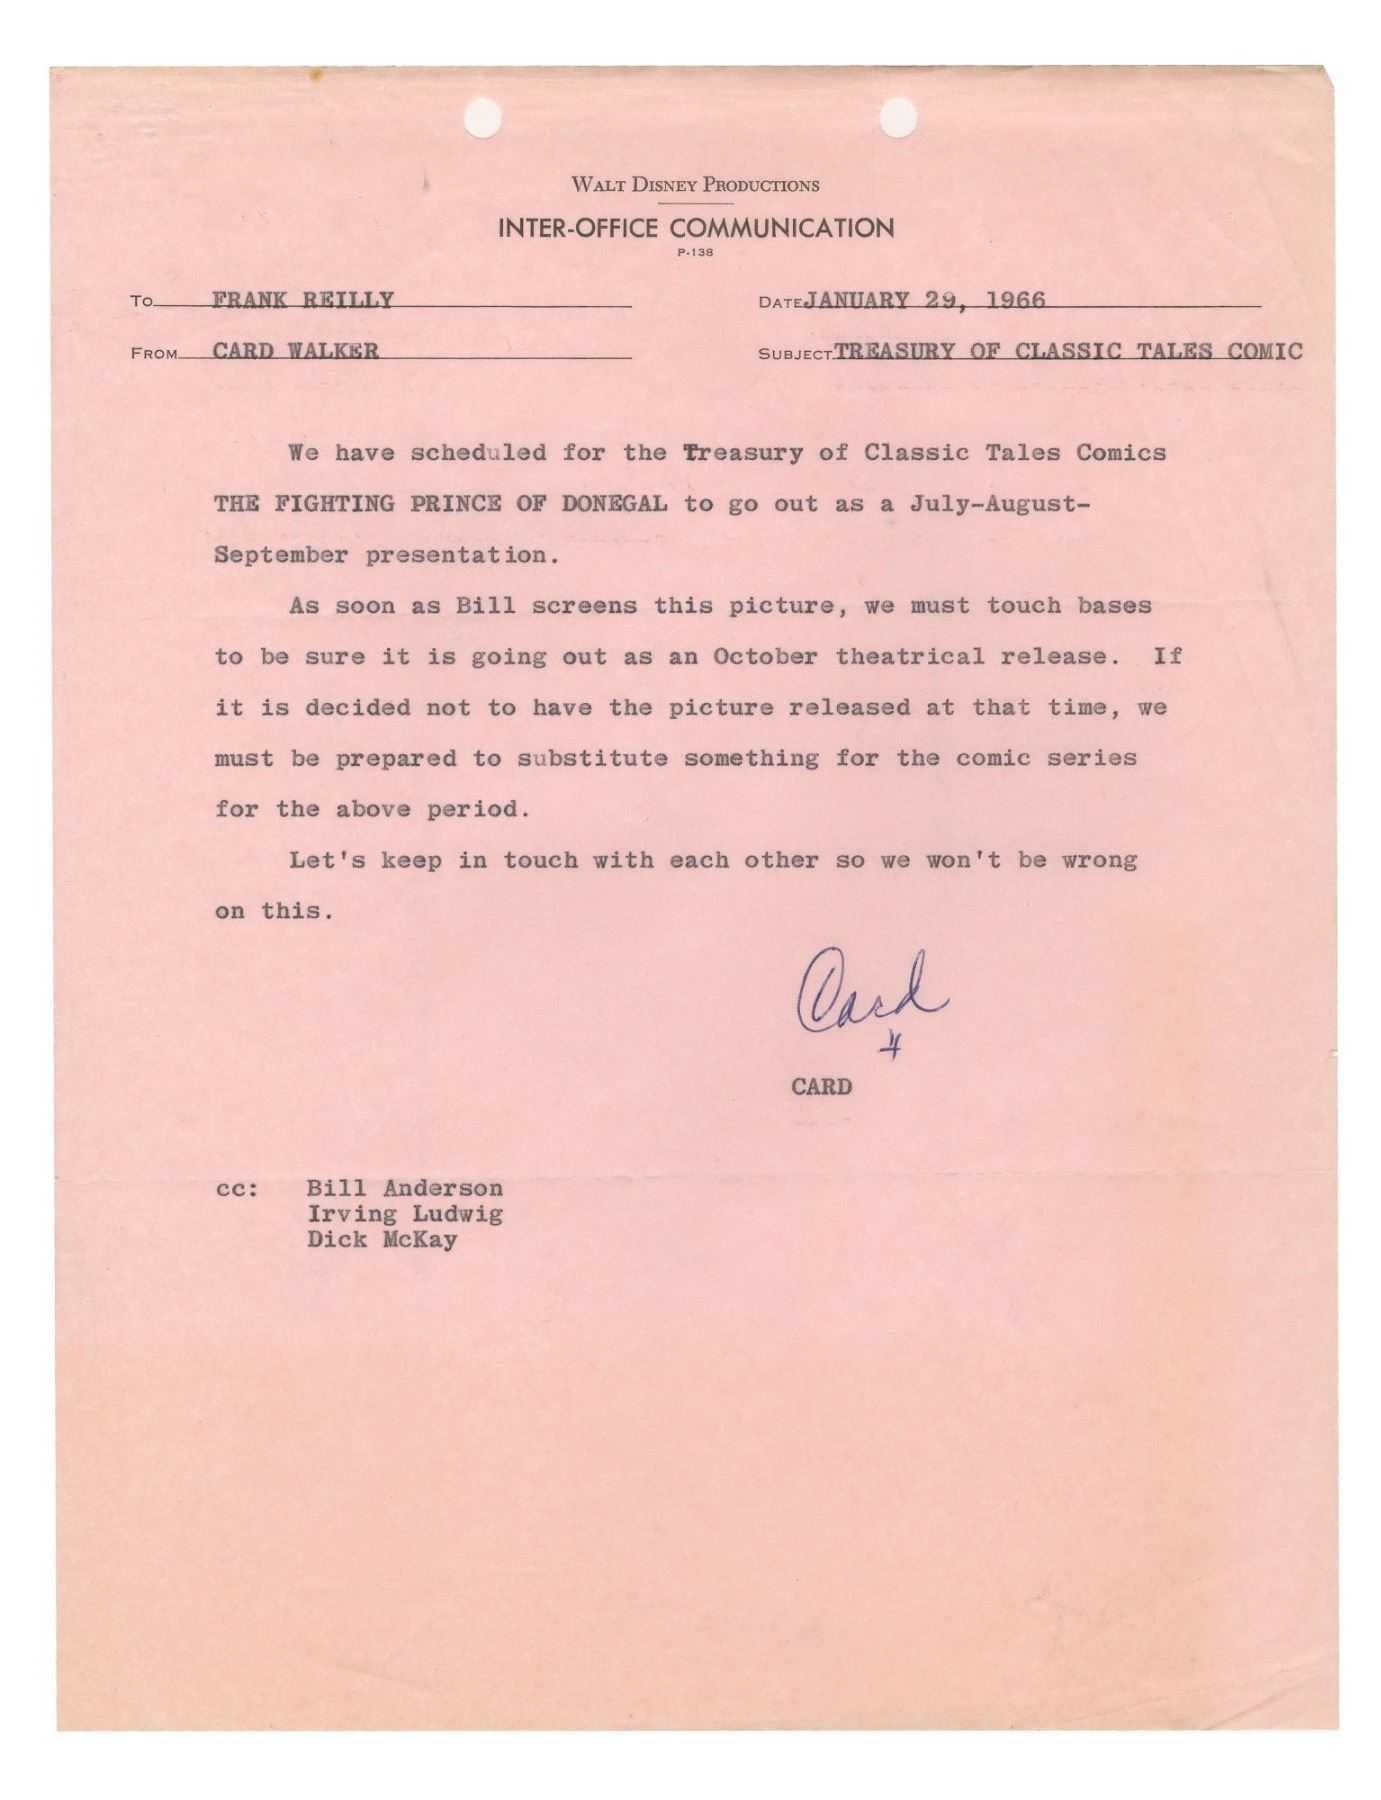 WALT DISNEY PRODUCTIONS
INTER-OFFICE COMMUNICATION
P-138
TO FRANK REILLY DATE JANUARY 29, 1966
FROM CARD WALKER SUBJECT TREASURY OF CLASSIC TALES COMIC
We have scheduled for the Treasury of Classic Tales Comics
THE FIGHTING PRINCE OF DONEGAL to go out as a July-August-
September presentation.
As soon as Bill screens this picture, we must touch bases
to be sure it is going out as an October theatrical release. If
it is decided not to have the picture released at that time, we
must be prepared to substitute something for the comic series
for the above period.
Let's keep in touch with each other so we won't be wrong
on this.
Card
CARD
cc: Bill Anderson
Irving Ludwig
Dick McKay